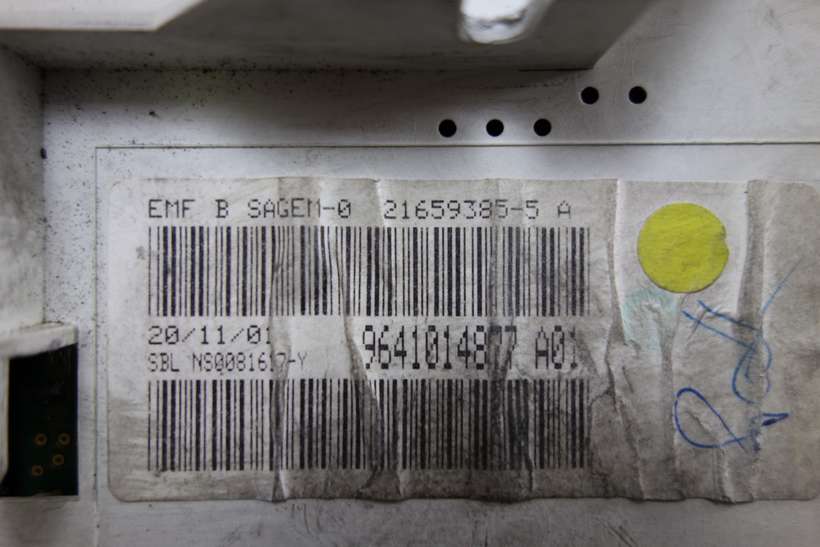 EMF B SAGEM-0 21659385-5 A
20/11/01
9641014877 A01
SBL NS0081617-Y